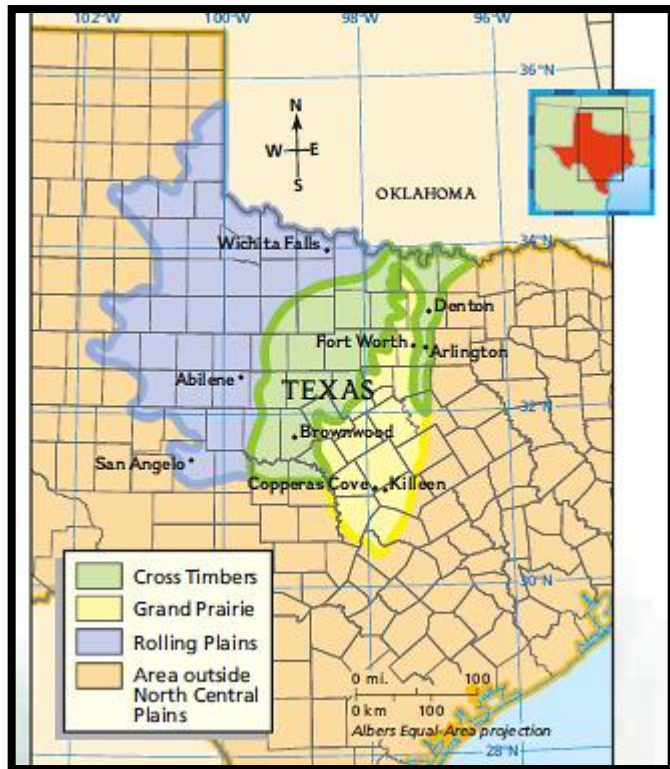 102°W
100°W
98°W
96°W
36°N
N
W E
S
OKLAHOMA
34°N
Wichita Falls
Denton
Fort Worth
Arlington
Abilene
TEXAS
32°N
Brownwood
San Angelo
Copperas Cove
Killeen
Cross Timbers
Grand Prairie
Rolling Plains
Area outside
North Central
Plains
30°N
0 mi. 100
0 km 100
Albers Equal-Area projection
28°N